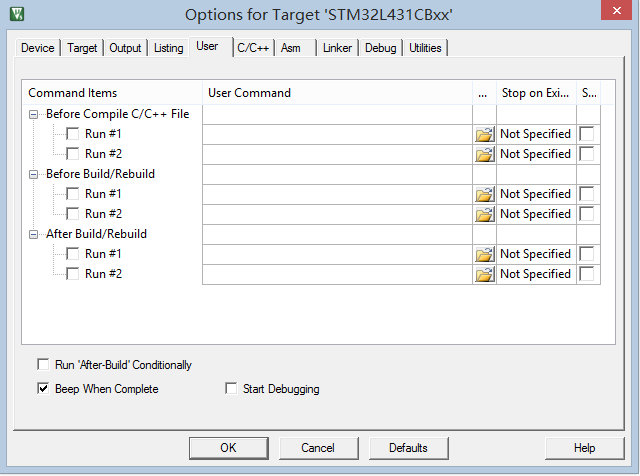 Options for Target 'STM32L431CBxx'
Device Target Output Listing User C/C++ Asm Linker Debug Utilities
Command Items User Command ... Stop on Exi... S...
Before Compile C/C++ File
Run #1 Not Specified
Run #2 Not Specified
Before Build/Rebuild
Run #1 Not Specified
Run #2 Not Specified
After Build/Rebuild
Run #1 Not Specified
Run #2 Not Specified
Run 'After-Build' Conditionally
Beep When Complete Start Debugging
OK Cancel Defaults Help